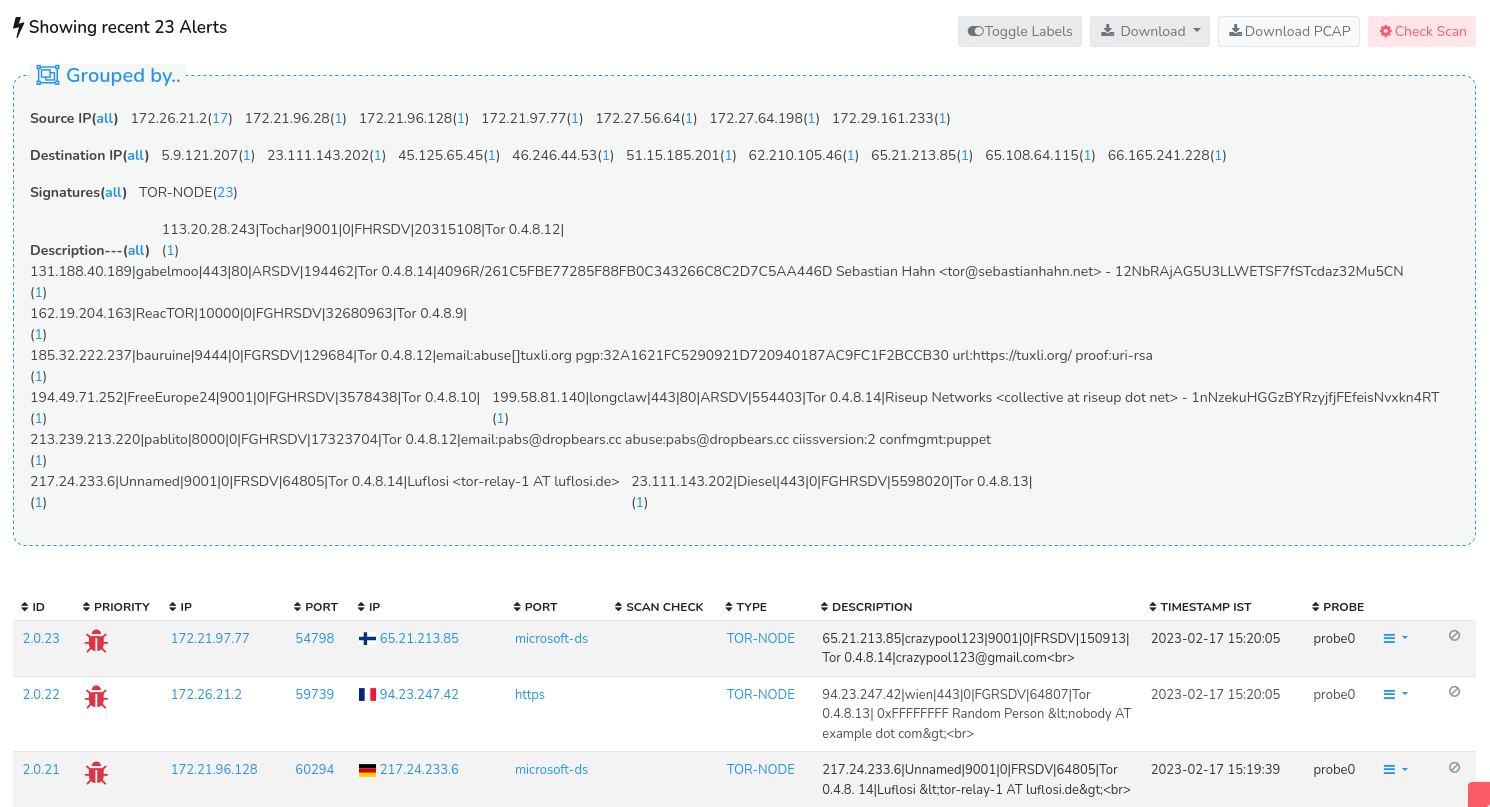 Showing recent 23 Alerts
Toggle Labels Download Download PCAP Check Scan
Grouped by..
Source IP(all) 172.26.21.2(17) 172.21.96.28(1) 172.21.96.128(1) 172.21.97.77(1) 172.27.56.64(1) 172.27.64.198(1) 172.29.161.233(1)
Destination IP(all) 5.9.121.207(1) 23.111.143.202(1) 45.125.65.45(1) 46.246.44.53(1) 51.15.185.201(1) 62.210.105.46(1) 65.21.213.85(1) 65.108.64.115(1) 66.165.241.228(1)
Signatures(all) TOR-NODE(23)
113.20.28.243|Tochar|9001|0|FHRSDV|20315108|Tor 0.4.8.12|
Description---(all) (1)
131.188.40.189|gabelmoo|443|80|ARSDV|194462|Tor 0.4.8.14|4096R/261C5FBE77285F88FB0C343266C8C2D7C5AA446D Sebastian Hahn <tor@sebastianhahn.net> - 12NbRAjAG5U3LLWETSF7fSTcdaz32Mu5CN
(1)
162.19.204.163|ReacTOR|10000|0|FGHRSDV|32680963|Tor 0.4.8.9|
(1)
185.32.222.237|bauruine|9444|0|FGRSDV|129684|Tor 0.4.8.12|email:abuse[]tuxli.org pgp:32A1621FC5290921D720940187AC9FC1F2BCCB30 url:https://tuxli.org/ proof:uri-rsa
(1)
194.49.71.252|FreeEurope24|9001|0|FGHRSDV|3578438|Tor 0.4.8.10| 199.58.81.140|longclaw|443|80|ARSDV|554403|Tor 0.4.8.14|Riseup Networks <collective at riseup dot net> - 1nNzekuHGGzBYRzyjfjFEfeisNvxkn4RT
(1) (1)
213.239.213.220|pablito|8000|0|FGHRSDV|17323704|Tor 0.4.8.12|email:pabs@dropbears.cc abuse:pabs@dropbears.cc ciissversion:2 confmgmt:puppet
(1)
217.24.233.6|Unnamed|9001|0|FRSDV|64805|Tor 0.4.8.14|Luflosi <tor-relay-1 AT luflosi.de> 23.111.143.202|Diesel|443|0|FGHRSDV|5598020|Tor 0.4.8.13|
(1) (1)
ID PRIORITY IP PORT IP PORT SCAN CHECK TYPE DESCRIPTION TIMESTAMP IST PROBE
2.0.23 172.21.97.77 54798 65.21.213.85 microsoft-ds TOR-NODE 65.21.213.85|crazypool123|9001|0|FRSDV|150913| 2023-02-17 15:20:05 probe0
Tor 0.4.8.14|crazypool123@gmail.com<br>
2.0.22 172.26.21.2 59739 94.23.247.42 https TOR-NODE 94.23.247.42|wien|443|0|FGRSDV|64807|Tor 2023-02-17 15:20:05 probe0
0.4.8.13| 0xFFFFFFFF Random Person &lt;nobody AT
example dot com&gt;<br>
2.0.21 172.21.96.128 60294 217.24.233.6 microsoft-ds TOR-NODE 217.24.233.6|Unnamed|9001|0|FRSDV|64805|Tor 2023-02-17 15:19:39 probe0
0.4.8. 14|Luflosi &lt;tor-relay-1 AT luflosi.de&gt;<br>